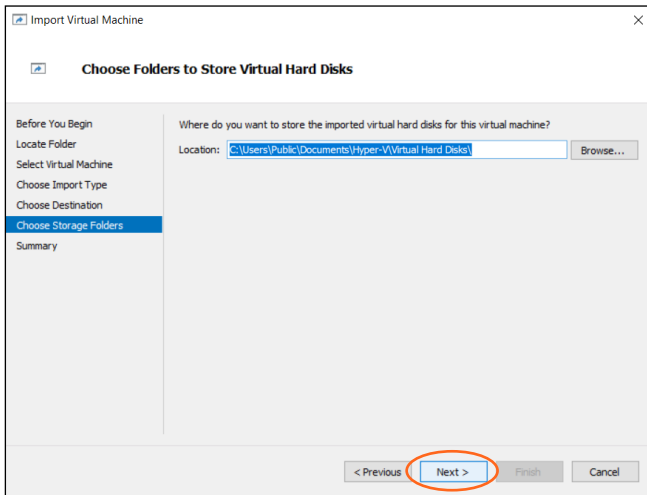 Import Virtual Machine
Choose Folders to Store Virtual Hard Disks
Before You Begin
Locate Folder
Select Virtual Machine
Choose Import Type
Choose Destination
Choose Storage Folders
Summary
Where do you want to store the imported virtual hard disks for this virtual machine?
Location: C:\Users\Public\Documents\Hyper-V\Virtual Hard Disks\ Browse...
< Previous Next > Finish Cancel